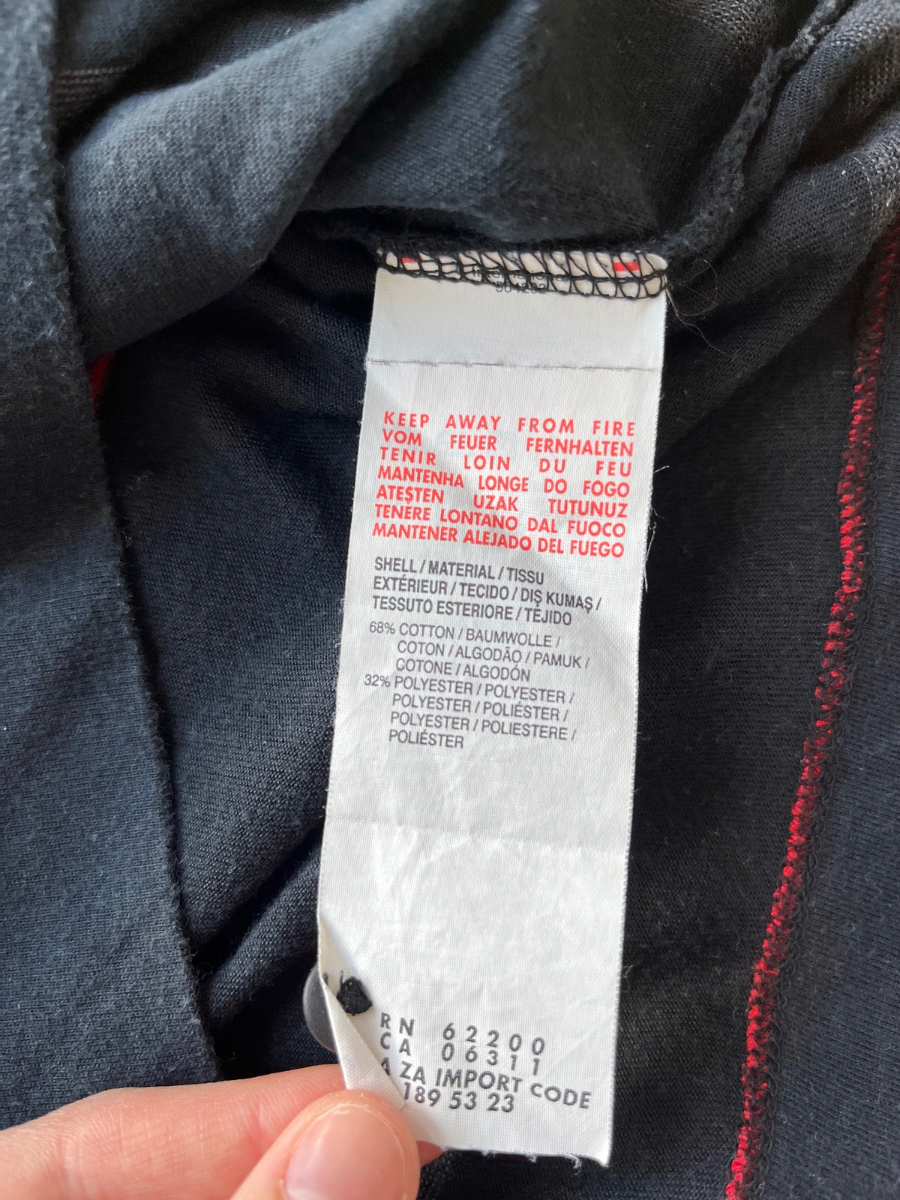 KEEP AWAY FROM FIRE
VOM FEUER FERNHALTEN
TENIR LOIN DU FEU
MANTENHA LONGE DO FOGO
ATEŞTEN UZAK TUTUNUZ
TENERE LONTANO DAL FUOCO
MANTENER ALEJADO DEL FUEGO
SHELL / MATERIAL / TISSU
EXTÉRIEUR / TECIDO / DIŞ KUMAŞ /
TESSUTO ESTERIORE / TEJIDO
68% COTTON / BAUMWOLLE /
COTON / ALGODÃO / PAMUK /
COTONE / ALGODÓN
32% POLYESTER / POLYESTER /
POLYESTER / POLIÉSTER /
POLYESTER / POLIESTERE /
POLIÉSTER
RN 62200
CA 06311
A ZA IMPORT CODE
189 53 23